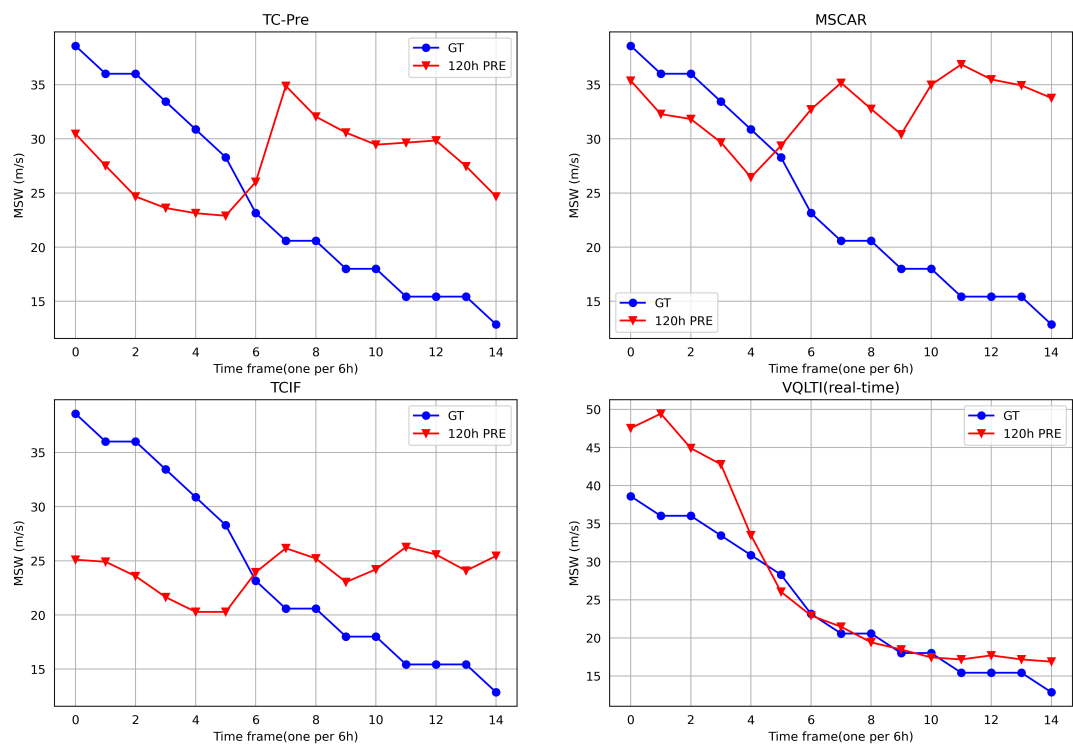 TC-Pre
GT
120h PRE
MSW (m/s)
35
30
25
20
15
0 2 4 6 8 10 12 14
Time frame(one per 6h)
MSCAR
MSW (m/s)
35
30
25
20
15
GT
120h PRE
0 2 4 6 8 10 12 14
Time frame(one per 6h)
TCIF
GT
120h PRE
MSW (m/s)
35
30
25
20
15
0 2 4 6 8 10 12 14
Time frame(one per 6h)
VQLTI(real-time)
GT
120h PRE
MSW (m/s)
50
45
40
35
30
25
20
15
0 2 4 6 8 10 12 14
Time frame(one per 6h)